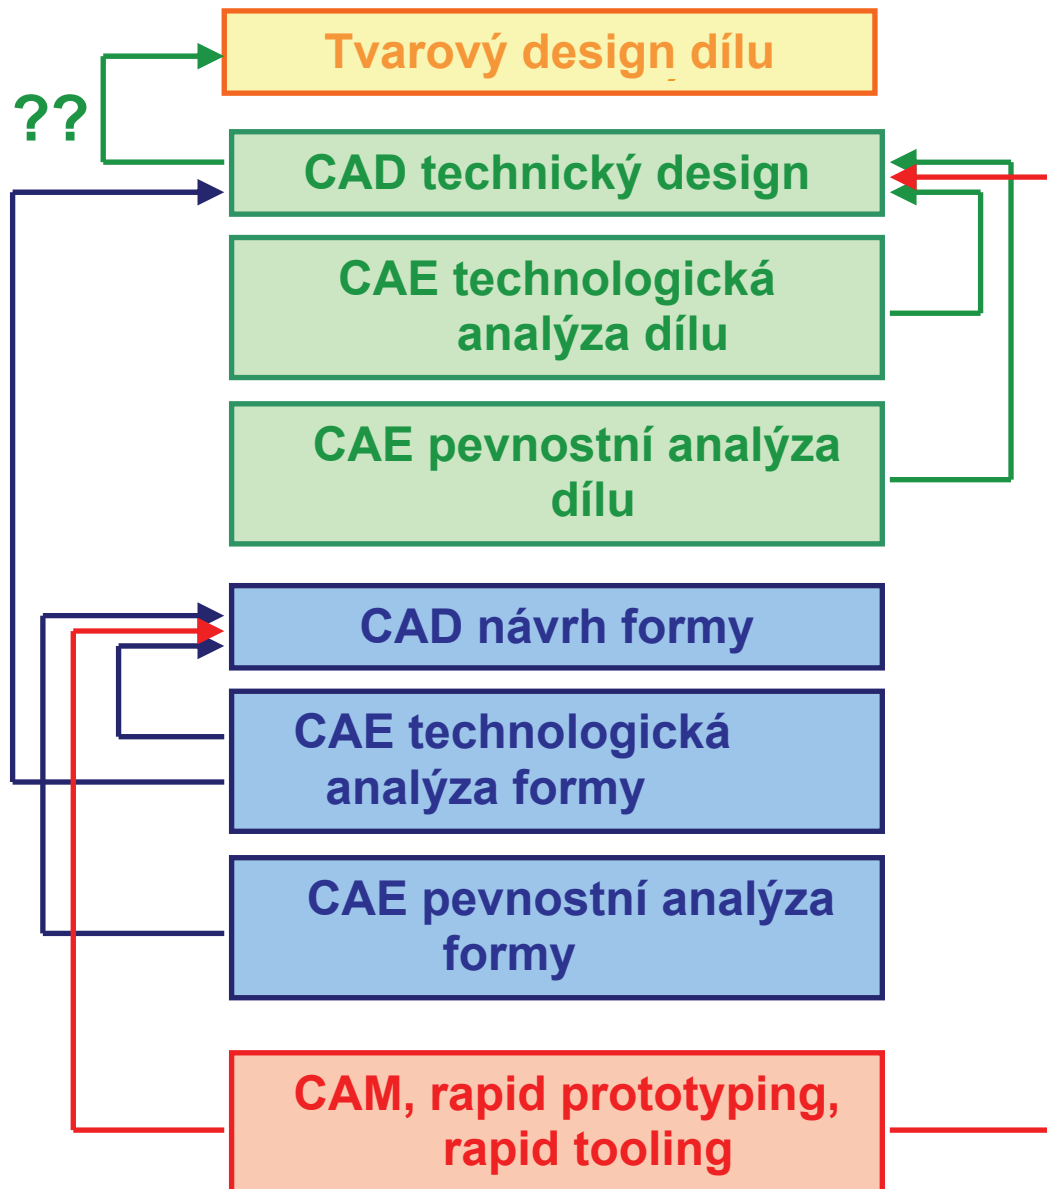 Tvarový design dílu
??
CAD technický design
CAE technologická
analýza dílu
CAE pevnostní analýza
dílu
CAD návrh formy
CAE technologická
analýza formy
CAE pevnostní analýza
formy
CAM, rapid prototyping,
rapid tooling